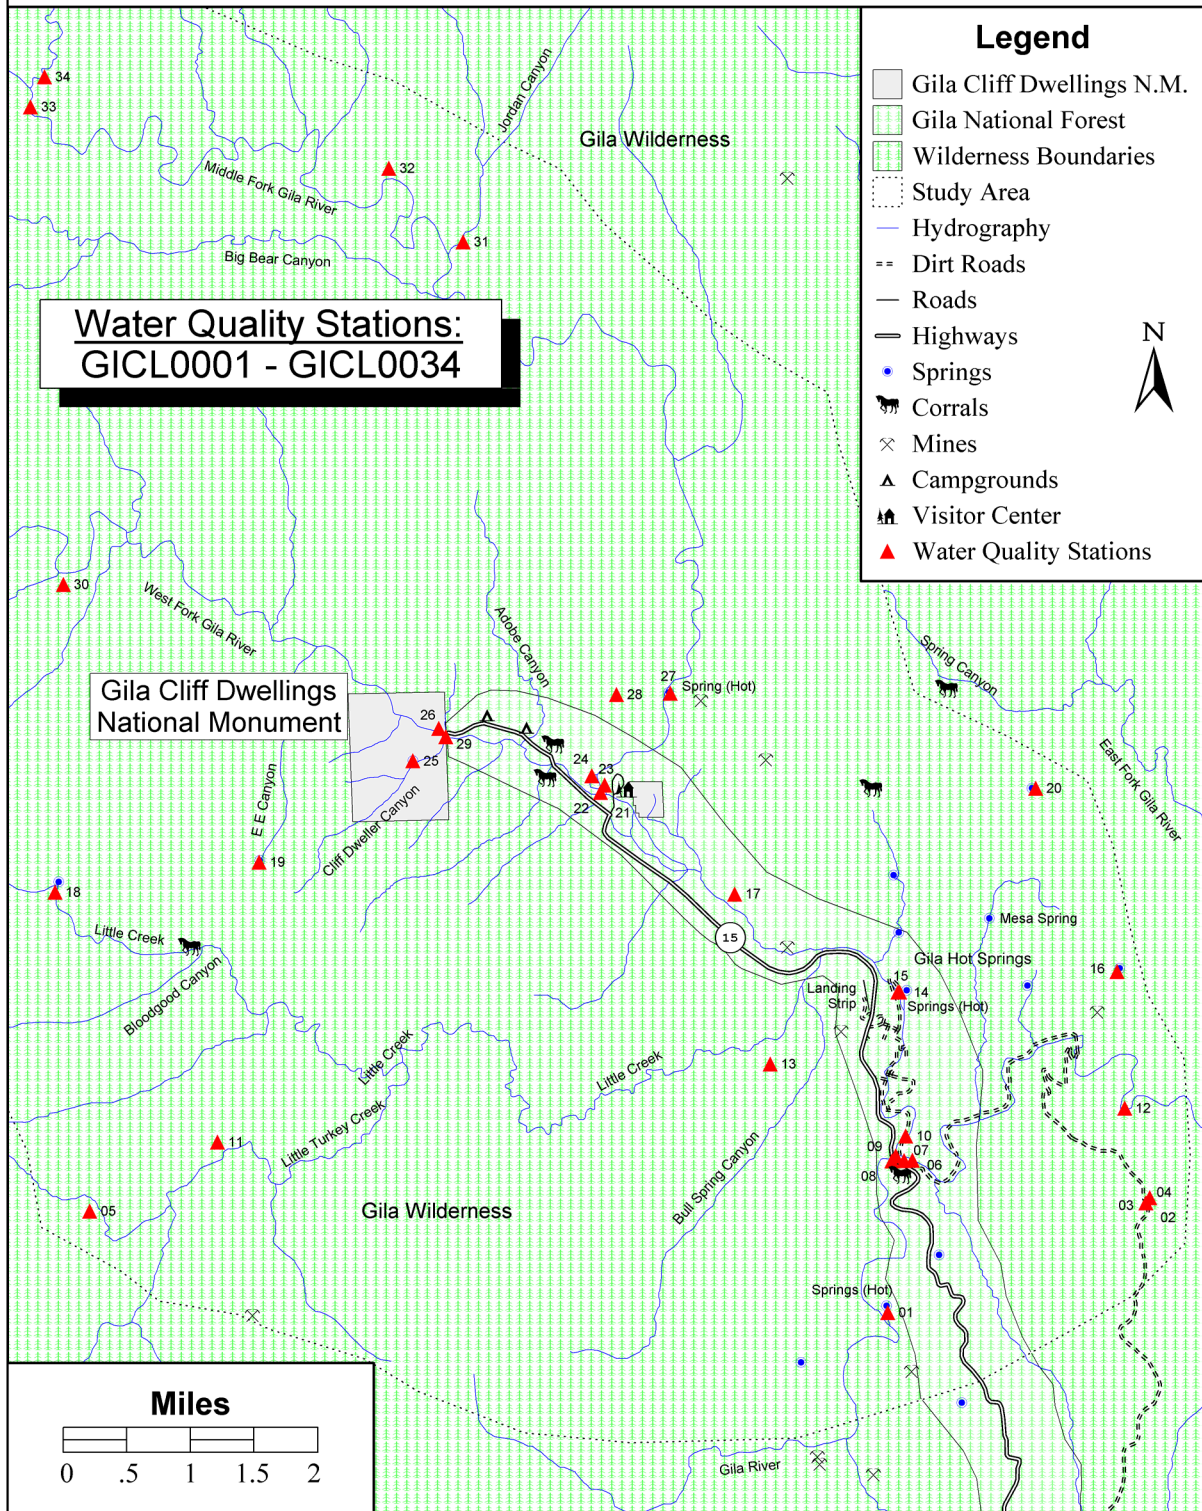 Legend
Gila Cliff Dwellings N.M.
Gila National Forest
Wilderness Boundaries
Study Area
Hydrography
Dirt Roads
Roads
Highways
Springs
Corrals
Mines
Campgrounds
Visitor Center
Water Quality Stations
N
34
33
Jordan Canyon
Gila Wilderness
32
Middle Fork Gila River
31
Big Bear Canyon
Water Quality Stations:
GICL0001 - GICL0034
30
West Fork Gila River
Adobe Canyon
Spring Canyon
27
Spring (Hot)
28
Gila Cliff Dwellings
National Monument
26
29
25
24
23
22
21
20
East Fork Gila River
E E Canyon
Cliff Dweller Canyon
19
18
17
Little Creek
15
Mesa Spring
Gila Hot Springs
16
Bloodgood Canyon
Landing
Strip
15
14
Springs (Hot)
Little Creek
Little Creek
13
12
Little Turkey Creek
11
10
09
07
06
08
Bull Spring Canyon
05
Gila Wilderness
04
03
02
Springs (Hot)
01
Miles
0 .5 1 1.5 2
Gila River